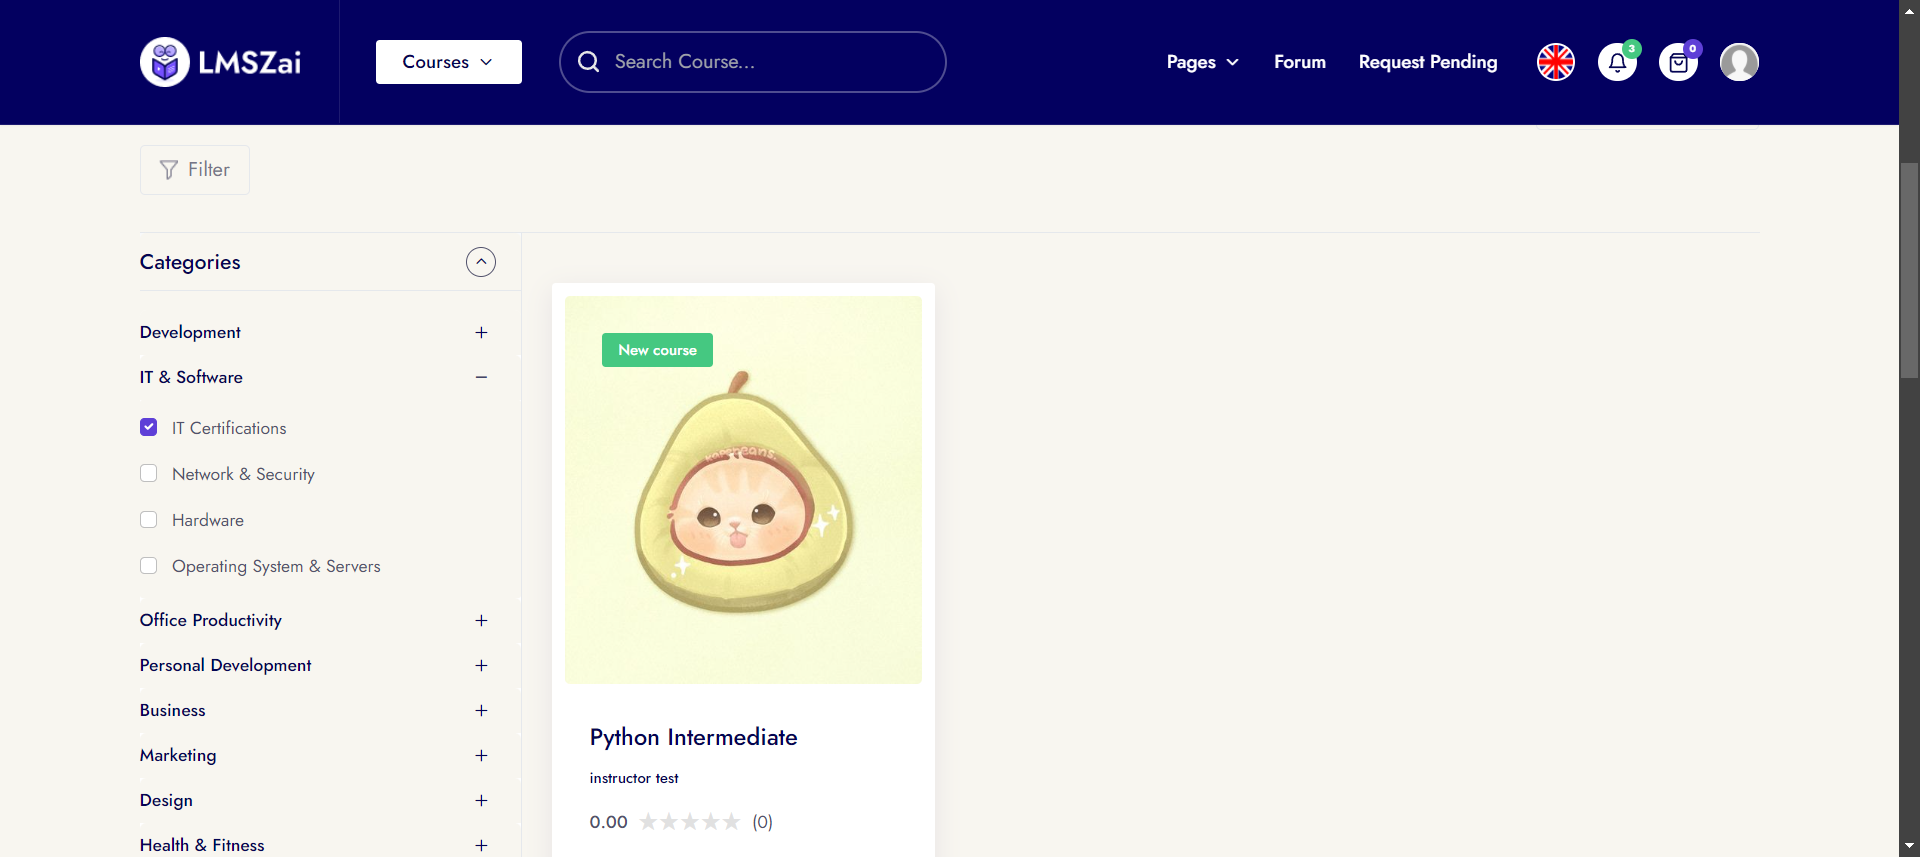 LMSZai
Courses
Search Course...
Pages
Forum
Request Pending
3
0
Filter
Categories
Development
IT & Software
IT Certifications
Network & Security
Hardware
Operating System & Servers
Office Productivity
Personal Development
Business
Marketing
Design
Health & Fitness
New course
Python Intermediate
instructor test
0.00
(0)